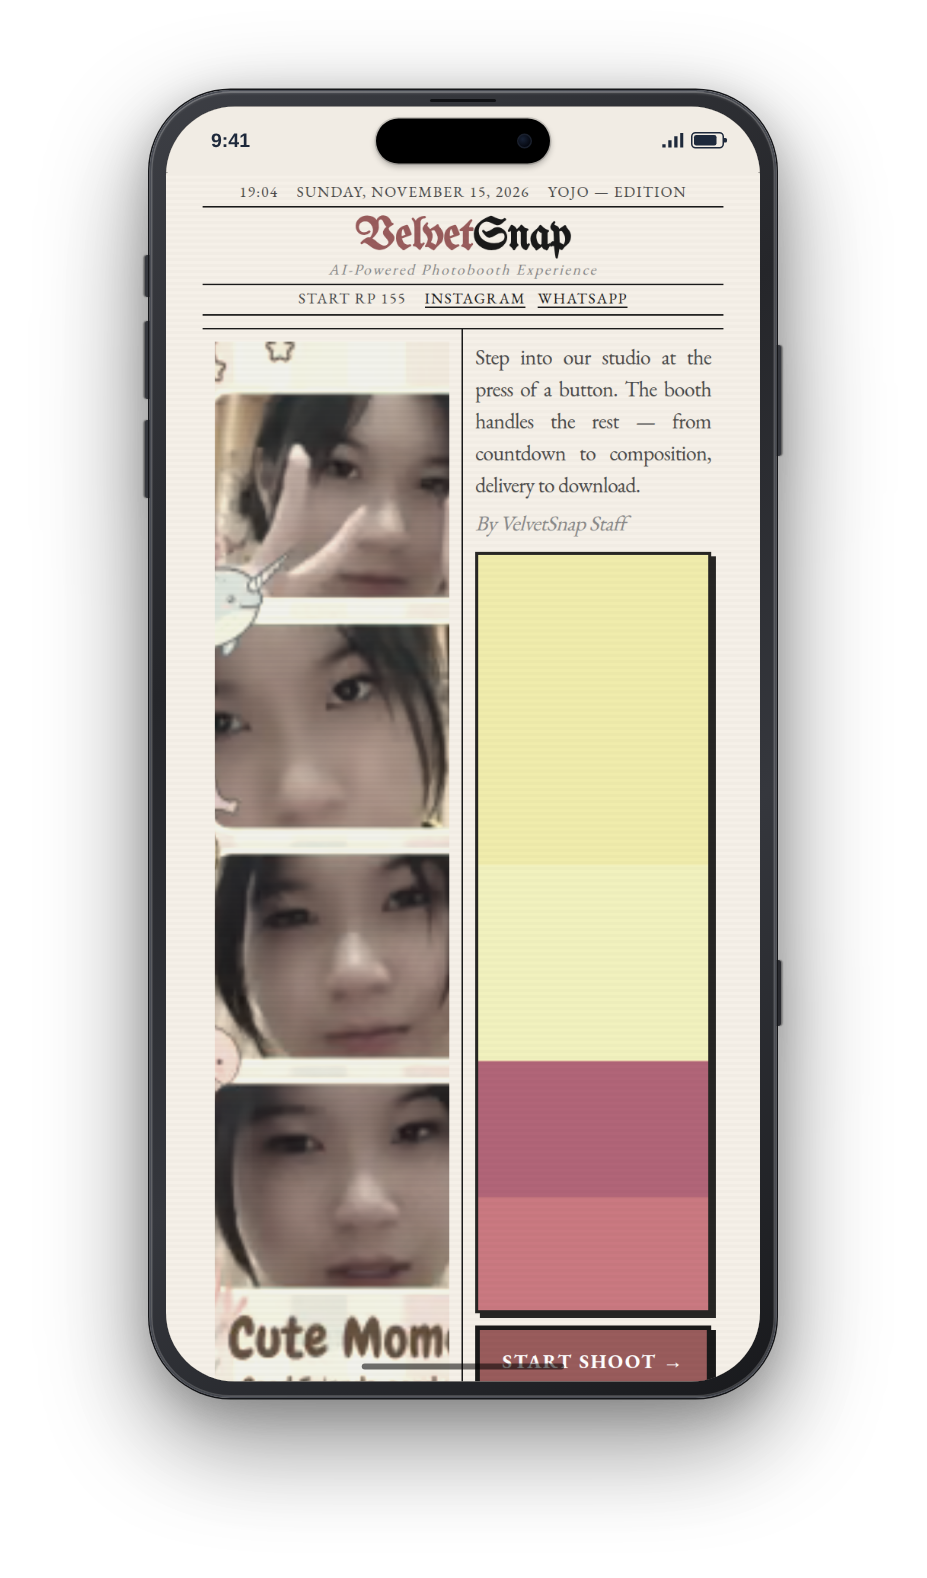 9:41
19:04 SUNDAY, NOVEMBER 15, 2026 YOJO — EDITION
VelvetSnap
AI-Powered Photobooth Experience
START RP 155 INSTAGRAM WHATSAPP
Step into our studio at the
press of a button. The booth
handles the rest — from
countdown to composition,
delivery to download.
By VelvetSnap Staff
START SHOOT →
Cute Mom